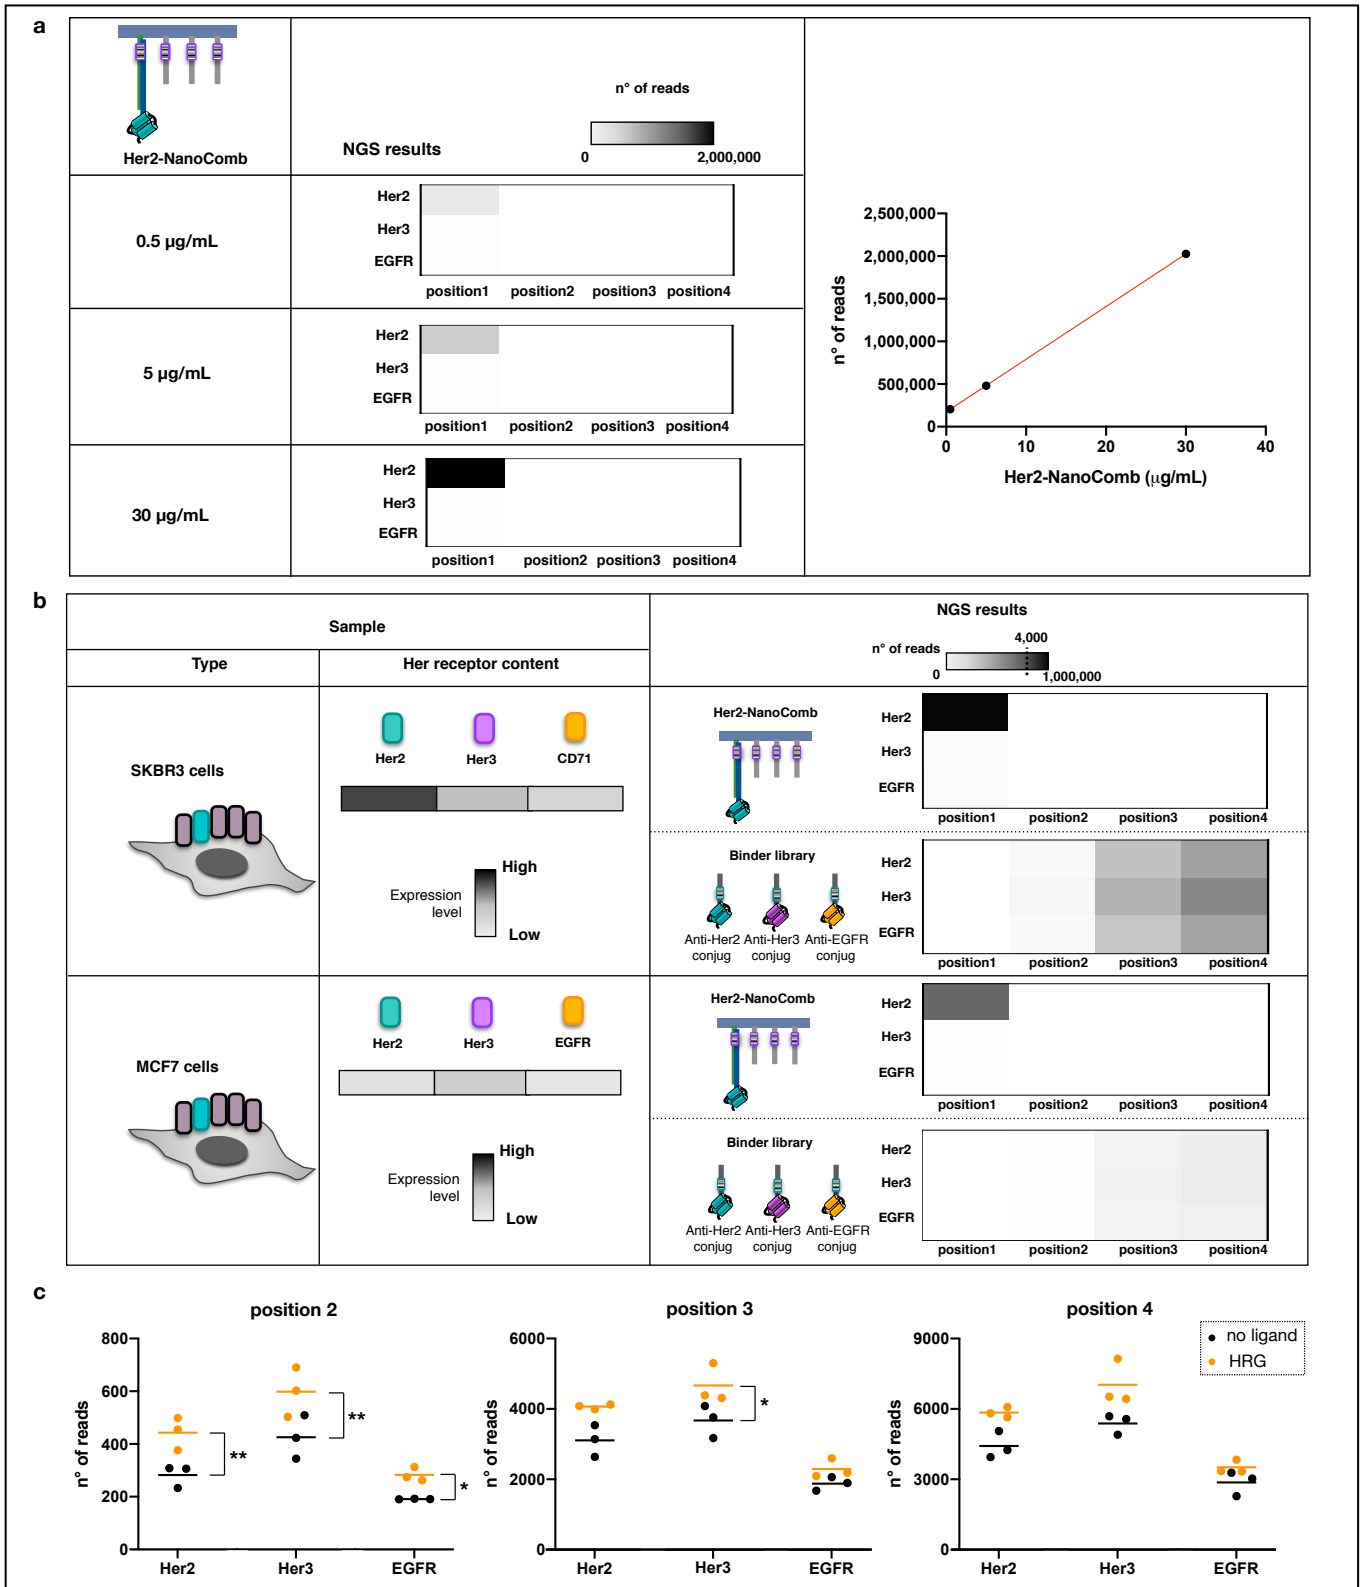 a
Her2-NanoComb
NGS results
n° of reads
0 2,000,000
0.5 µg/mL
Her2
Her3
EGFR
position1 position2 position3 position4
5 µg/mL
Her2
Her3
EGFR
position1 position2 position3 position4
30 µg/mL
Her2
Her3
EGFR
position1 position2 position3 position4
n° of reads
2,500,000
2,000,000
1,500,000
1,000,000
500,000
0
0 10 20 30 40
Her2-NanoComb (µg/mL)
b
Sample
Type Her receptor content
NGS results
4,000
n° of reads
0 1,000,000
SKBR3 cells
Her2 Her3 CD71
Expression
level
High
Low
Her2-NanoComb
Her2
Her3
EGFR
position1 position2 position3 position4
Binder library
Anti-Her2 Anti-Her3 Anti-EGFR
conjug conjug conjug
Her2
Her3
EGFR
position1 position2 position3 position4
MCF7 cells
Her2 Her3 EGFR
Expression
level
High
Low
Her2-NanoComb
Her2
Her3
EGFR
position1 position2 position3 position4
Binder library
Anti-Her2 Anti-Her3 Anti-EGFR
conjug conjug conjug
Her2
Her3
EGFR
position1 position2 position3 position4
c
position 2
n° of reads
800
600
400
200
0
** ** *
Her2 Her3 EGFR
position 3
n° of reads
6000
4000
2000
0
*
Her2 Her3 EGFR
position 4
n° of reads
9000
6000
3000
0
Her2 Her3 EGFR
no ligand
HRG